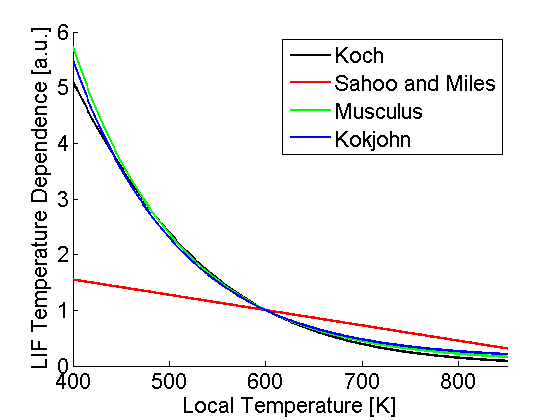 LIF Temperature Dependence [a.u.]
6
5
4
3
2
1
0
Koch
Sahoo and Miles
Musculus
Kokjohn
400 500 600 700 800
Local Temperature [K]